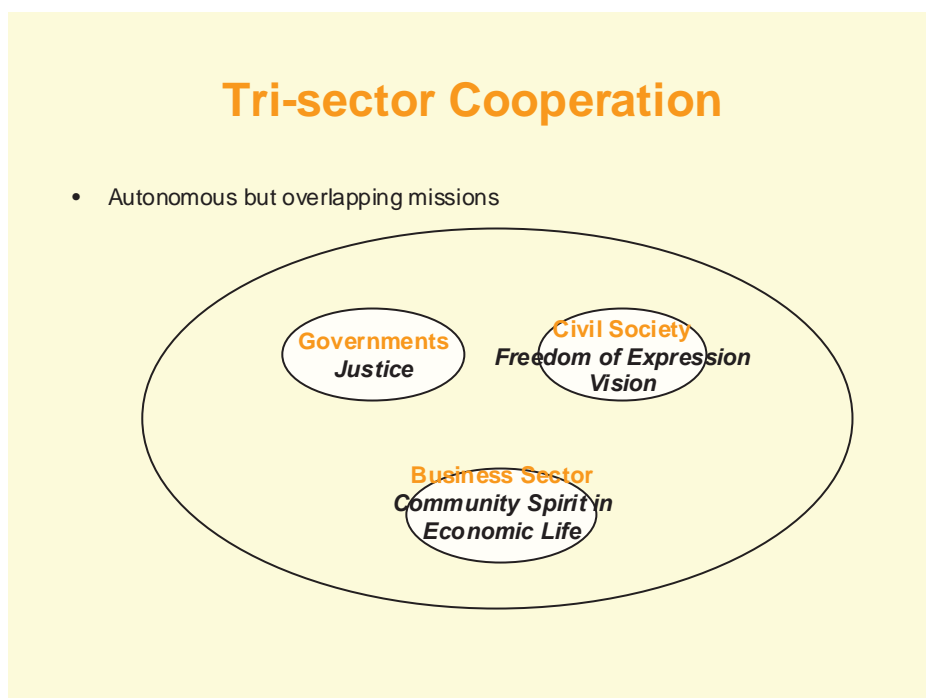 Tri-sector Cooperation
• Autonomous but overlapping missions
Governments
Justice
Civil Society
Freedom of Expression
Vision
Business Sector
Community Spirit in
Economic Life